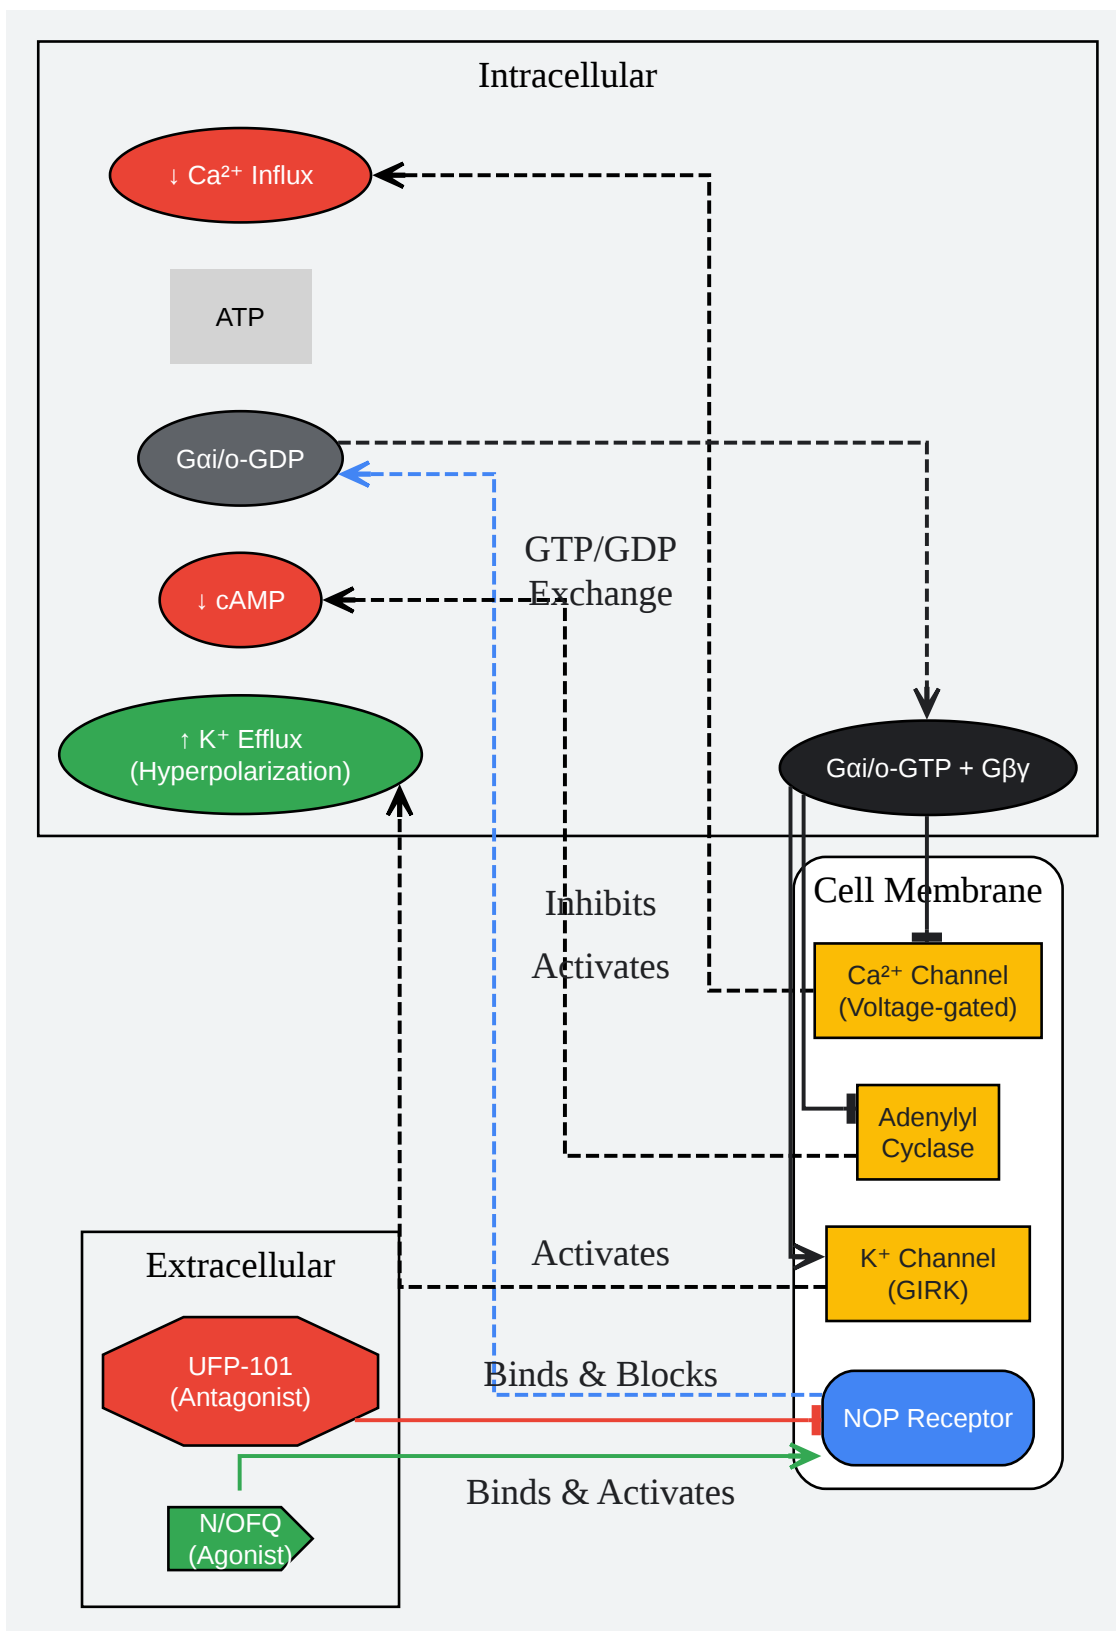 Intracellular
↓ Ca²⁺ Influx
ATP
Gαi/o-GDP
GTP/GDP
Exchange
↓ cAMP
↑ K⁺ Efflux
(Hyperpolarization)
Gαi/o-GTP + Gβγ
Cell Membrane
Inhibits
Activates
Ca²⁺ Channel
(Voltage-gated)
Adenylyl
Cyclase
Activates
K⁺ Channel
(GIRK)
Extracellular
UFP-101
(Antagonist)
Binds & Blocks
NOP Receptor
Binds & Activates
N/OFQ
(Agonist)